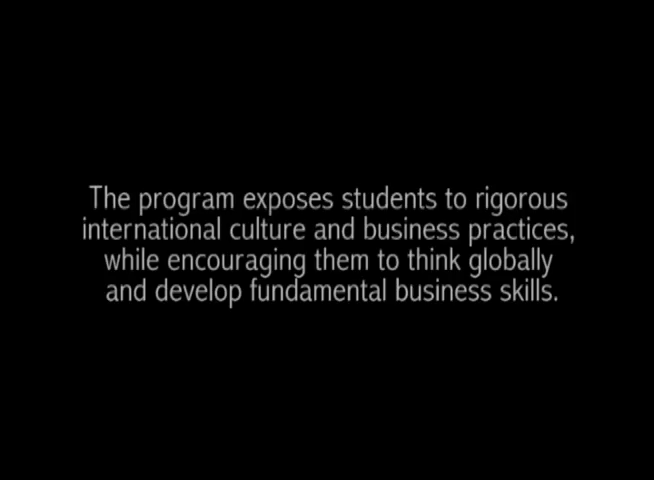 The program exposes students to rigorous
international culture and business practices,
while encouraging them to think globally
and develop fundamental business skills.